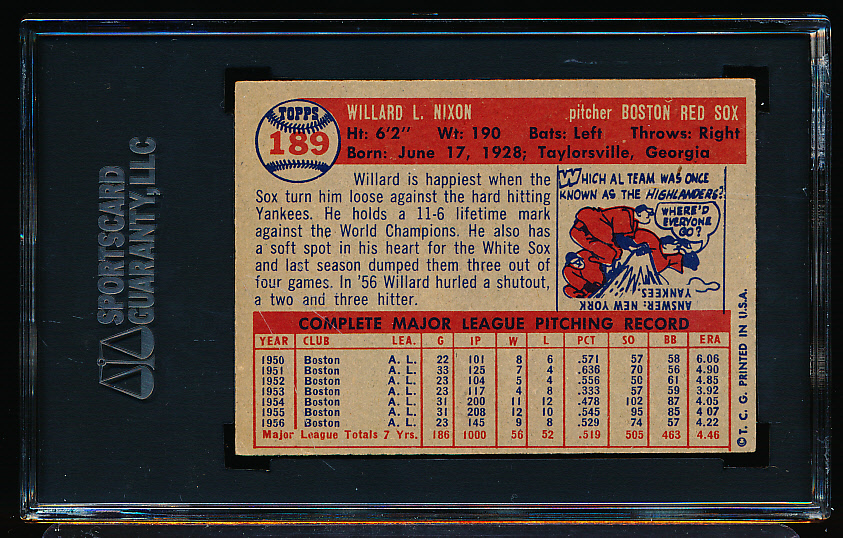 SPORTSCARD
GUARANTY, LLC
TOPPS
189
WILLARD L. NIXON pitcher BOSTON RED SOX
Ht: 6'2" Wt: 190 Bats: Left Throws: Right
Born: June 17, 1928; Taylorsville, Georgia
Willard is happiest when the
Sox turn him loose against the hard hitting
Yankees. He holds a 11-6 lifetime mark
against the World Champions. He also has
a soft spot in his heart for the White Sox
and last season dumped them three out of
four games. In '56 Willard hurled a shutout,
a two and three hitter.
WHICH AL TEAM WAS ONCE
KNOWN AS THE HIGHLANDERS?
WHERE'D
EVERYONE
GO?
ANSWER: NEW YORK
YANKEES.
COMPLETE MAJOR LEAGUE PITCHING RECORD
YEAR CLUB LEA. G IP W L PCT SO BB ERA
1950 Boston A. L. 22 101 8 6 .571 57 58 6.06
1951 Boston A. L. 33 125 7 4 .636 70 56 4.90
1952 Boston A. L. 23 104 5 4 .556 50 61 4.85
1953 Boston A. L. 23 117 4 8 .333 57 59 3.92
1954 Boston A. L. 31 200 11 12 .478 102 87 4.05
1955 Boston A. L. 31 208 12 10 .545 95 85 4 07
1956 Boston A. L. 23 145 9 8 .529 74 57 4.22
Major League Totals 7 Yrs. 186 1000 56 52 .519 505 463 4.46
© T. C. G. PRINTED IN U.S.A.